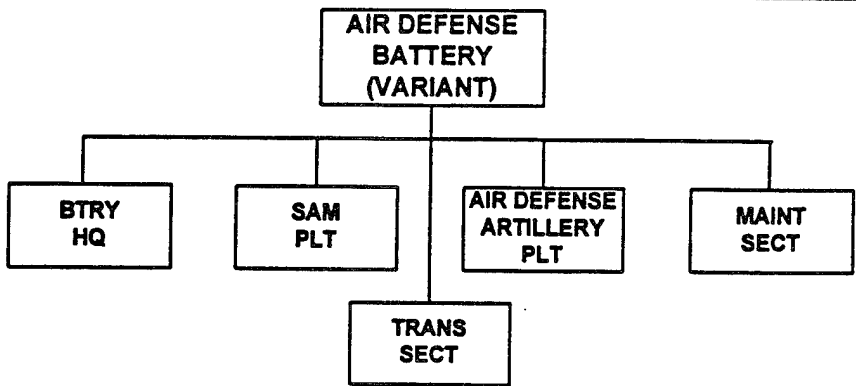 AIR DEFENSE
BATTERY
(VARIANT)
BTRY
HQ
SAM
PLT
AIR DEFENSE
ARTILLERY
PLT
MAINT
SECT
TRANS
SECT